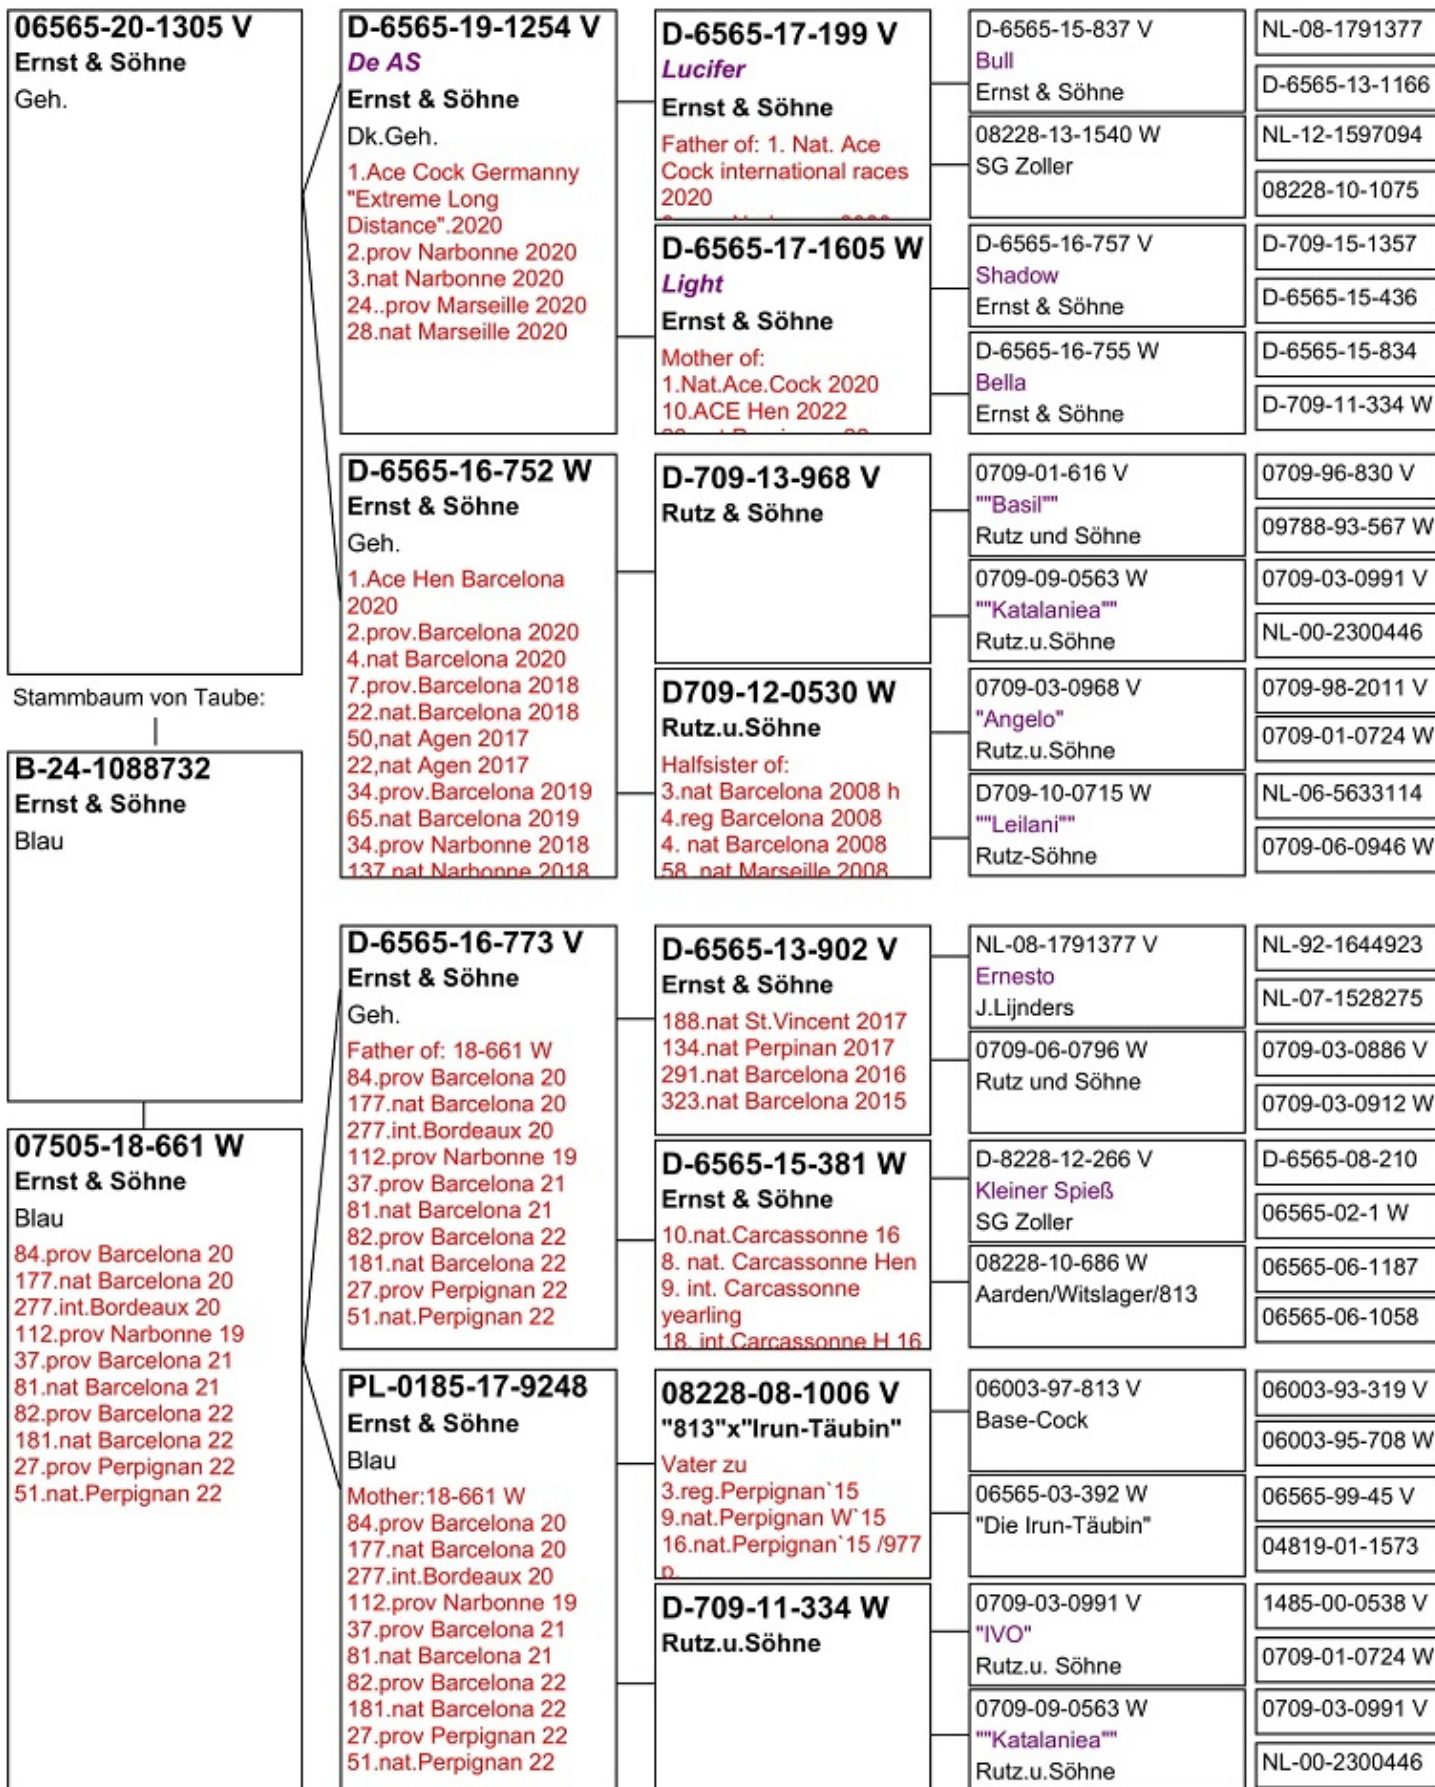 06565-20-1305 V
Ernst & Söhne
Geh.
Stammbaum von Taube:
B-24-1088732
Ernst & Söhne
Blau
07505-18-661 W
Ernst & Söhne
Blau
84.prov Barcelona 20
177.nat Barcelona 20
277.int.Bordeaux 20
112.prov Narbonne 19
37.prov Barcelona 21
81.nat Barcelona 21
82.prov Barcelona 22
181.nat Barcelona 22
27.prov Perpignan 22
51.nat.Perpignan 22
D-6565-19-1254 V
De AS
Ernst & Söhne
Dk.Geh.
1.Ace Cock Germanny
"Extreme Long
Distance".2020
2.prov Narbonne 2020
3.nat Narbonne 2020
24..prov Marseille 2020
28.nat Marseille 2020
D-6565-16-752 W
Ernst & Söhne
Geh.
1.Ace Hen Barcelona
2020
2.prov.Barcelona 2020
4.nat Barcelona 2020
7.prov.Barcelona 2018
22.nat.Barcelona 2018
50,nat Agen 2017
22,nat Agen 2017
34.prov.Barcelona 2019
65.nat Barcelona 2019
34.prov Narbonne 2018
137.nat Narbonne 2018
D-6565-16-773 V
Ernst & Söhne
Geh.
Father of: 18-661 W
84.prov Barcelona 20
177.nat Barcelona 20
277.int.Bordeaux 20
112.prov Narbonne 19
37.prov Barcelona 21
81.nat Barcelona 21
82.prov Barcelona 22
181.nat Barcelona 22
27.prov Perpignan 22
51.nat.Perpignan 22
PL-0185-17-9248
Ernst & Söhne
Blau
Mother:18-661 W
84.prov Barcelona 20
177.nat Barcelona 20
277.int.Bordeaux 20
112.prov Narbonne 19
37.prov Barcelona 21
81.nat Barcelona 21
82.prov Barcelona 22
181.nat Barcelona 22
27.prov Perpignan 22
51.nat.Perpignan 22
D-6565-17-199 V
Lucifer
Ernst & Söhne
Father of: 1. Nat. Ace
Cock international races
2020
D-6565-17-1605 W
Light
Ernst & Söhne
Mother of:
1.Nat.Ace.Cock 2020
10.ACE Hen 2022
D-709-13-968 V
Rutz & Söhne
D709-12-0530 W
Rutz.u.Söhne
Halfsister of:
3.nat Barcelona 2008 h
4.reg Barcelona 2008
4. nat Barcelona 2008
58. nat Marseille 2008
D-6565-13-902 V
Ernst & Söhne
188.nat St.Vincent 2017
134.nat Perpinan 2017
291.nat Barcelona 2016
323.nat Barcelona 2015
D-6565-15-381 W
Ernst & Söhne
10.nat.Carcassonne 16
8. nat. Carcassonne Hen
9. int. Carcassonne
yearling
18. int.Carcassonne H 16
08228-08-1006 V
"813"x"Irun-Täubin"
Vater zu
3.reg.Perpignan`15
9.nat.Perpignan W`15
16.nat.Perpignan`15 /977
p.
D-709-11-334 W
Rutz.u.Söhne
D-6565-15-837 V
Bull
Ernst & Söhne
08228-13-1540 W
SG Zoller
D-6565-16-757 V
Shadow
Ernst & Söhne
D-6565-16-755 W
Bella
Ernst & Söhne
0709-01-616 V
""Basil""
Rutz und Söhne
0709-09-0563 W
""Katalaniea""
Rutz.u.Söhne
0709-03-0968 V
"Angelo"
Rutz.u.Söhne
D709-10-0715 W
""Leilani""
Rutz-Söhne
NL-08-1791377 V
Ernesto
J.Lijnders
0709-06-0796 W
Rutz und Söhne
D-8228-12-266 V
Kleiner Spieß
SG Zoller
08228-10-686 W
Aarden/Witslager/813
06003-97-813 V
Base-Cock
06565-03-392 W
"Die Irun-Täubin"
0709-03-0991 V
"IVO"
Rutz.u. Söhne
0709-09-0563 W
""Katalaniea""
Rutz.u.Söhne
NL-08-1791377
D-6565-13-1166
NL-12-1597094
08228-10-1075
D-709-15-1357
D-6565-15-436
D-6565-15-834
D-709-11-334 W
0709-96-830 V
09788-93-567 W
0709-03-0991 V
NL-00-2300446
0709-98-2011 V
0709-01-0724 W
NL-06-5633114
0709-06-0946 W
NL-92-1644923
NL-07-1528275
0709-03-0886 V
0709-03-0912 W
D-6565-08-210
06565-02-1 W
06565-06-1187
06565-06-1058
06003-93-319 V
06003-95-708 W
06565-99-45 V
04819-01-1573
1485-00-0538 V
0709-01-0724 W
0709-03-0991 V
NL-00-2300446